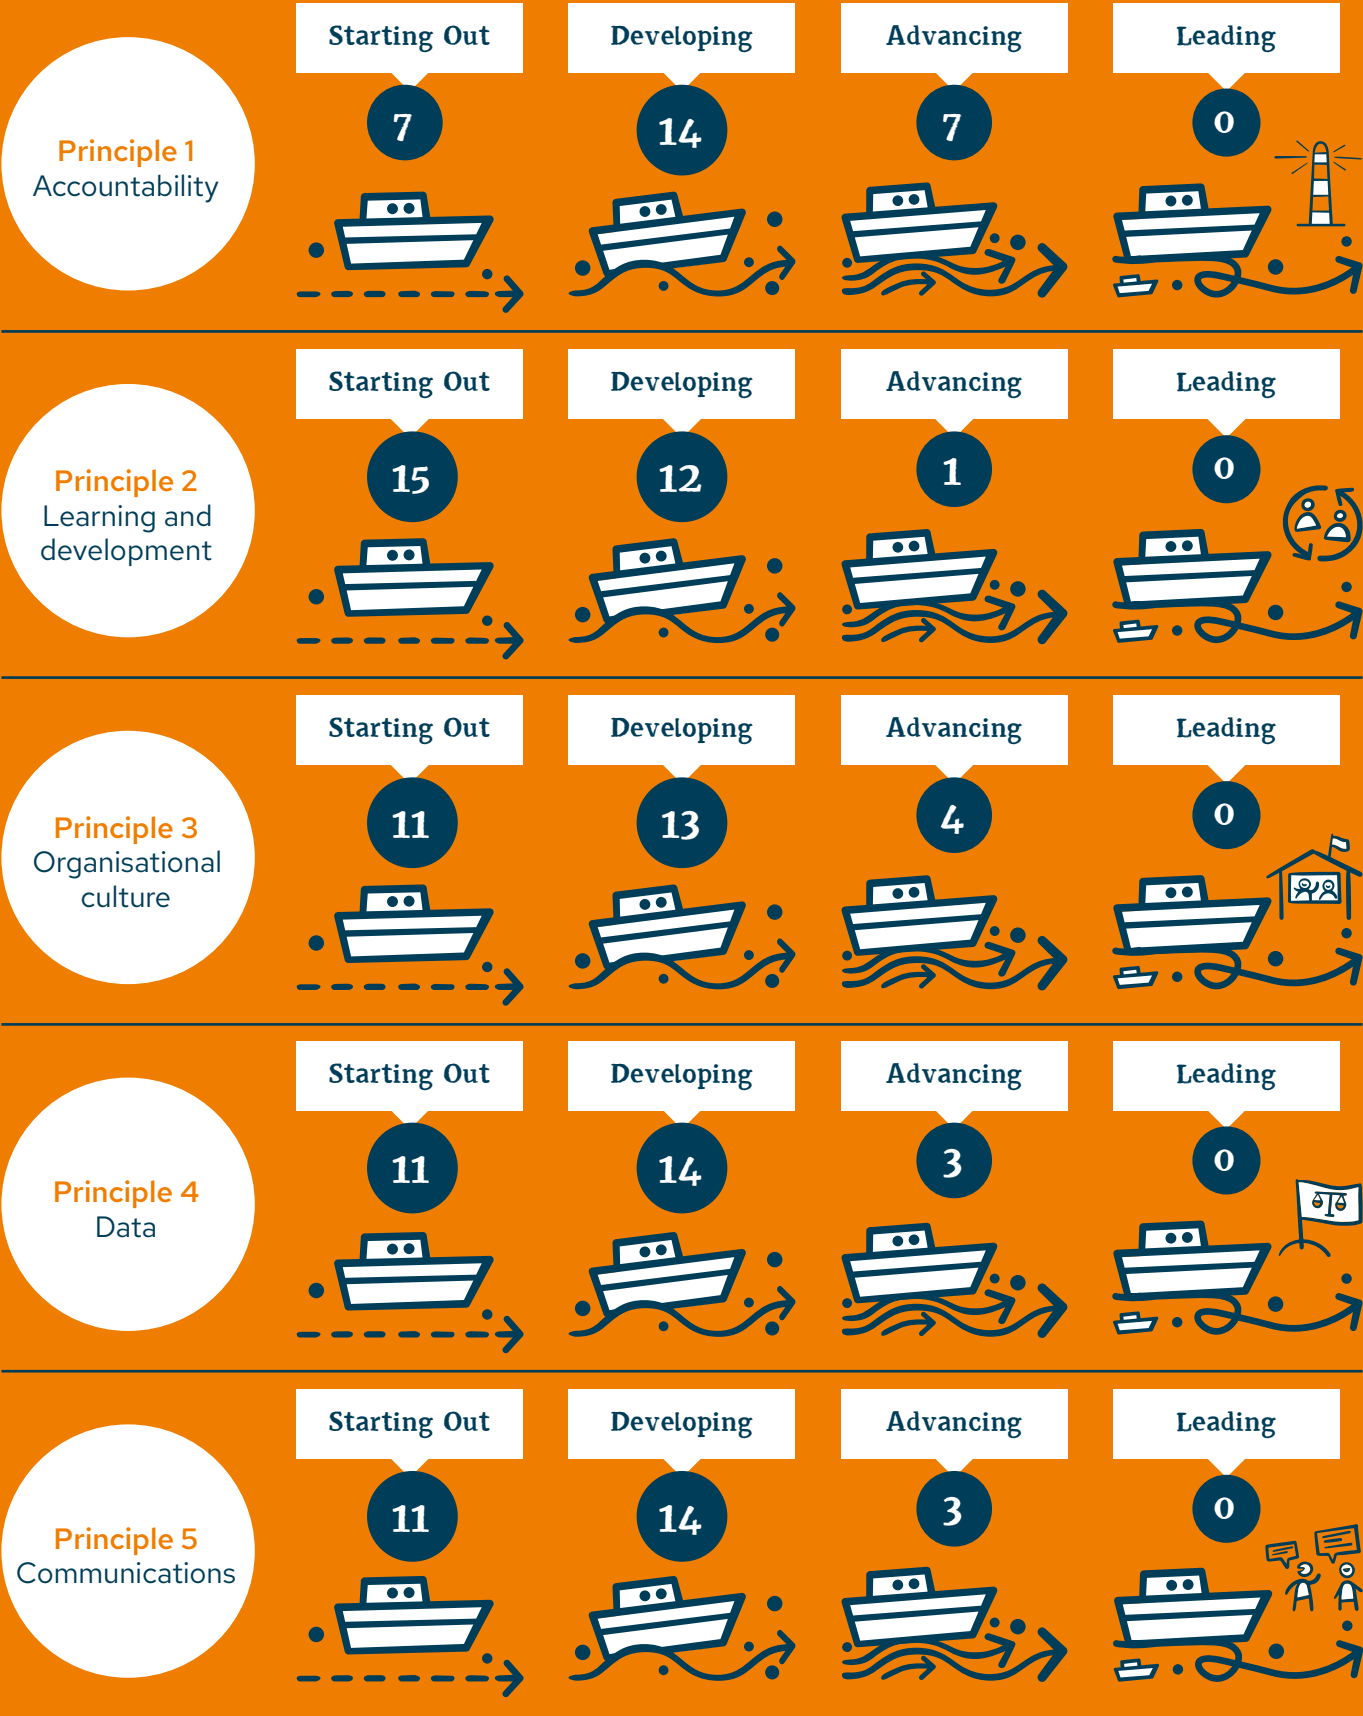 Starting Out
Developing
Advancing
Leading
7
14
7
0
Principle 1
Accountability
Starting Out
Developing
Advancing
Leading
15
12
1
0
Principle 2
Learning and
development
Starting Out
Developing
Advancing
Leading
11
13
4
0
Principle 3
Organisational
culture
Starting Out
Developing
Advancing
Leading
11
14
3
0
Principle 4
Data
Starting Out
Developing
Advancing
Leading
11
14
3
0
Principle 5
Communications